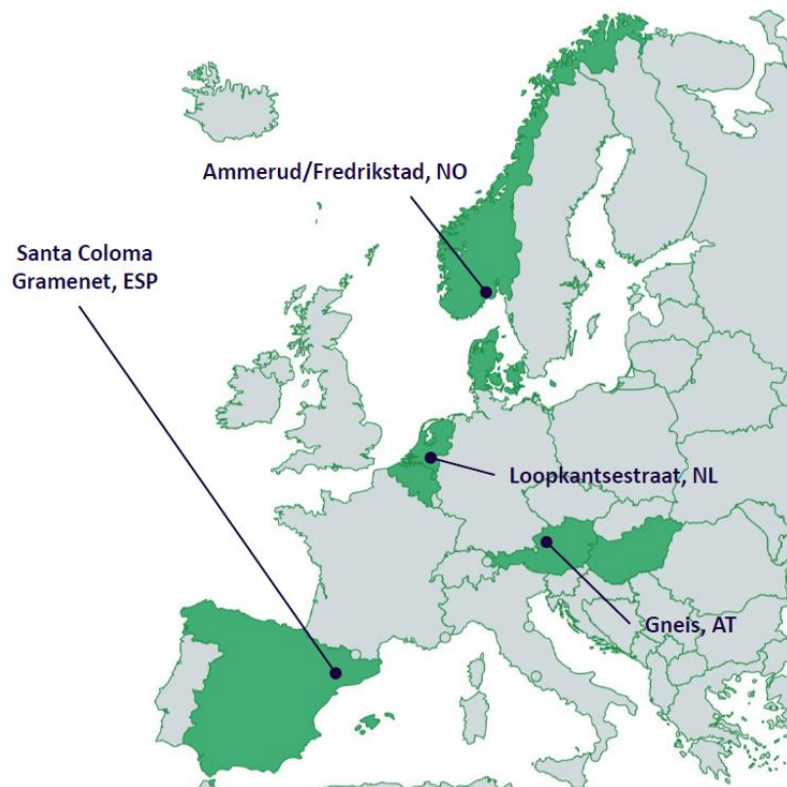 Ammerud/Fredrikstad, NO
Santa Coloma
Gramenet, ESP
Loopkantsestraat, NL
Gneis, AT